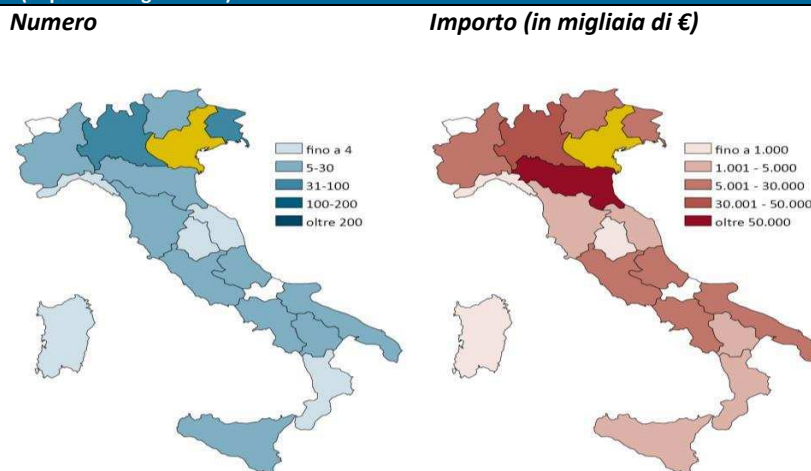 Numero
Importo (in migliaia di €)
fino a 4
5-30
31-100
100-200
oltre 200
fino a 1.000
1.001 - 5.000
5.001 - 30.000
30.001 - 50.000
oltre 50.000